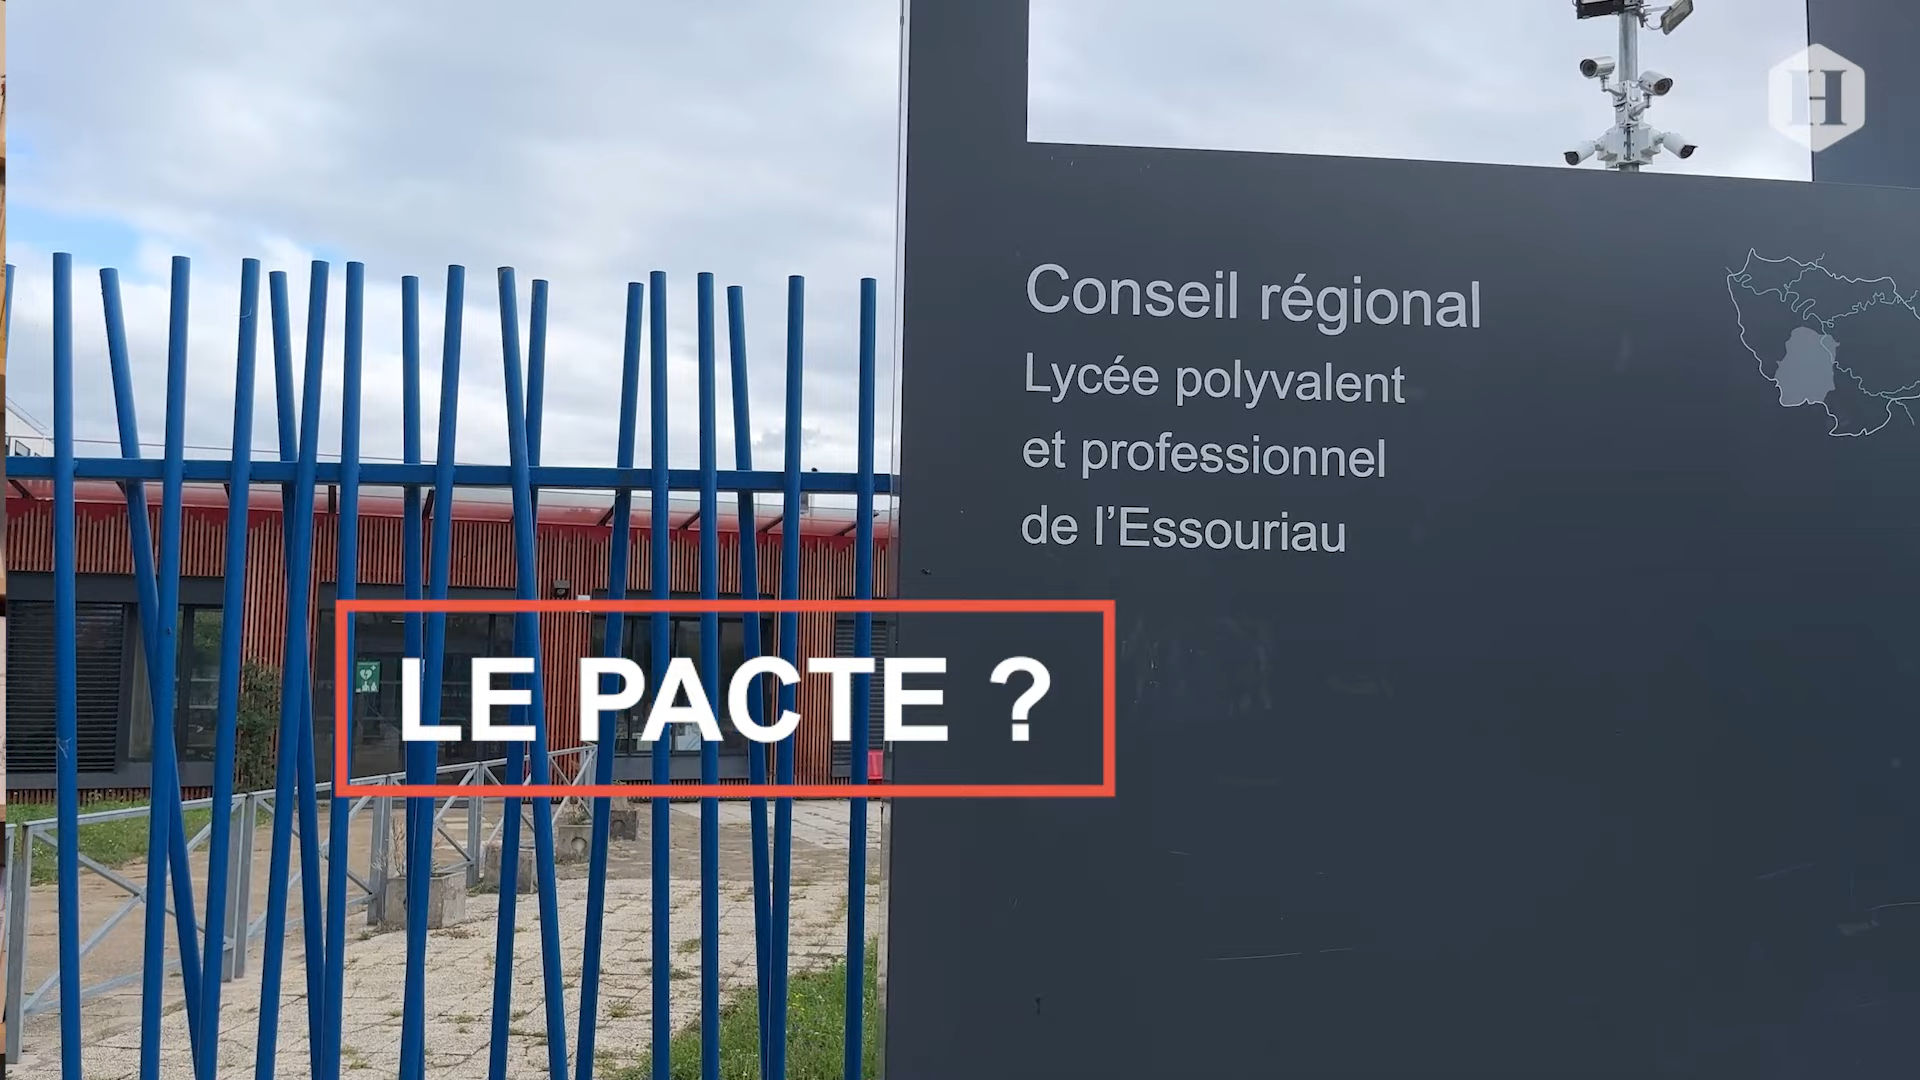 H
Conseil régional
Lycée polyvalent
et professionnel
de l'Essouriau
LE PACTE ?